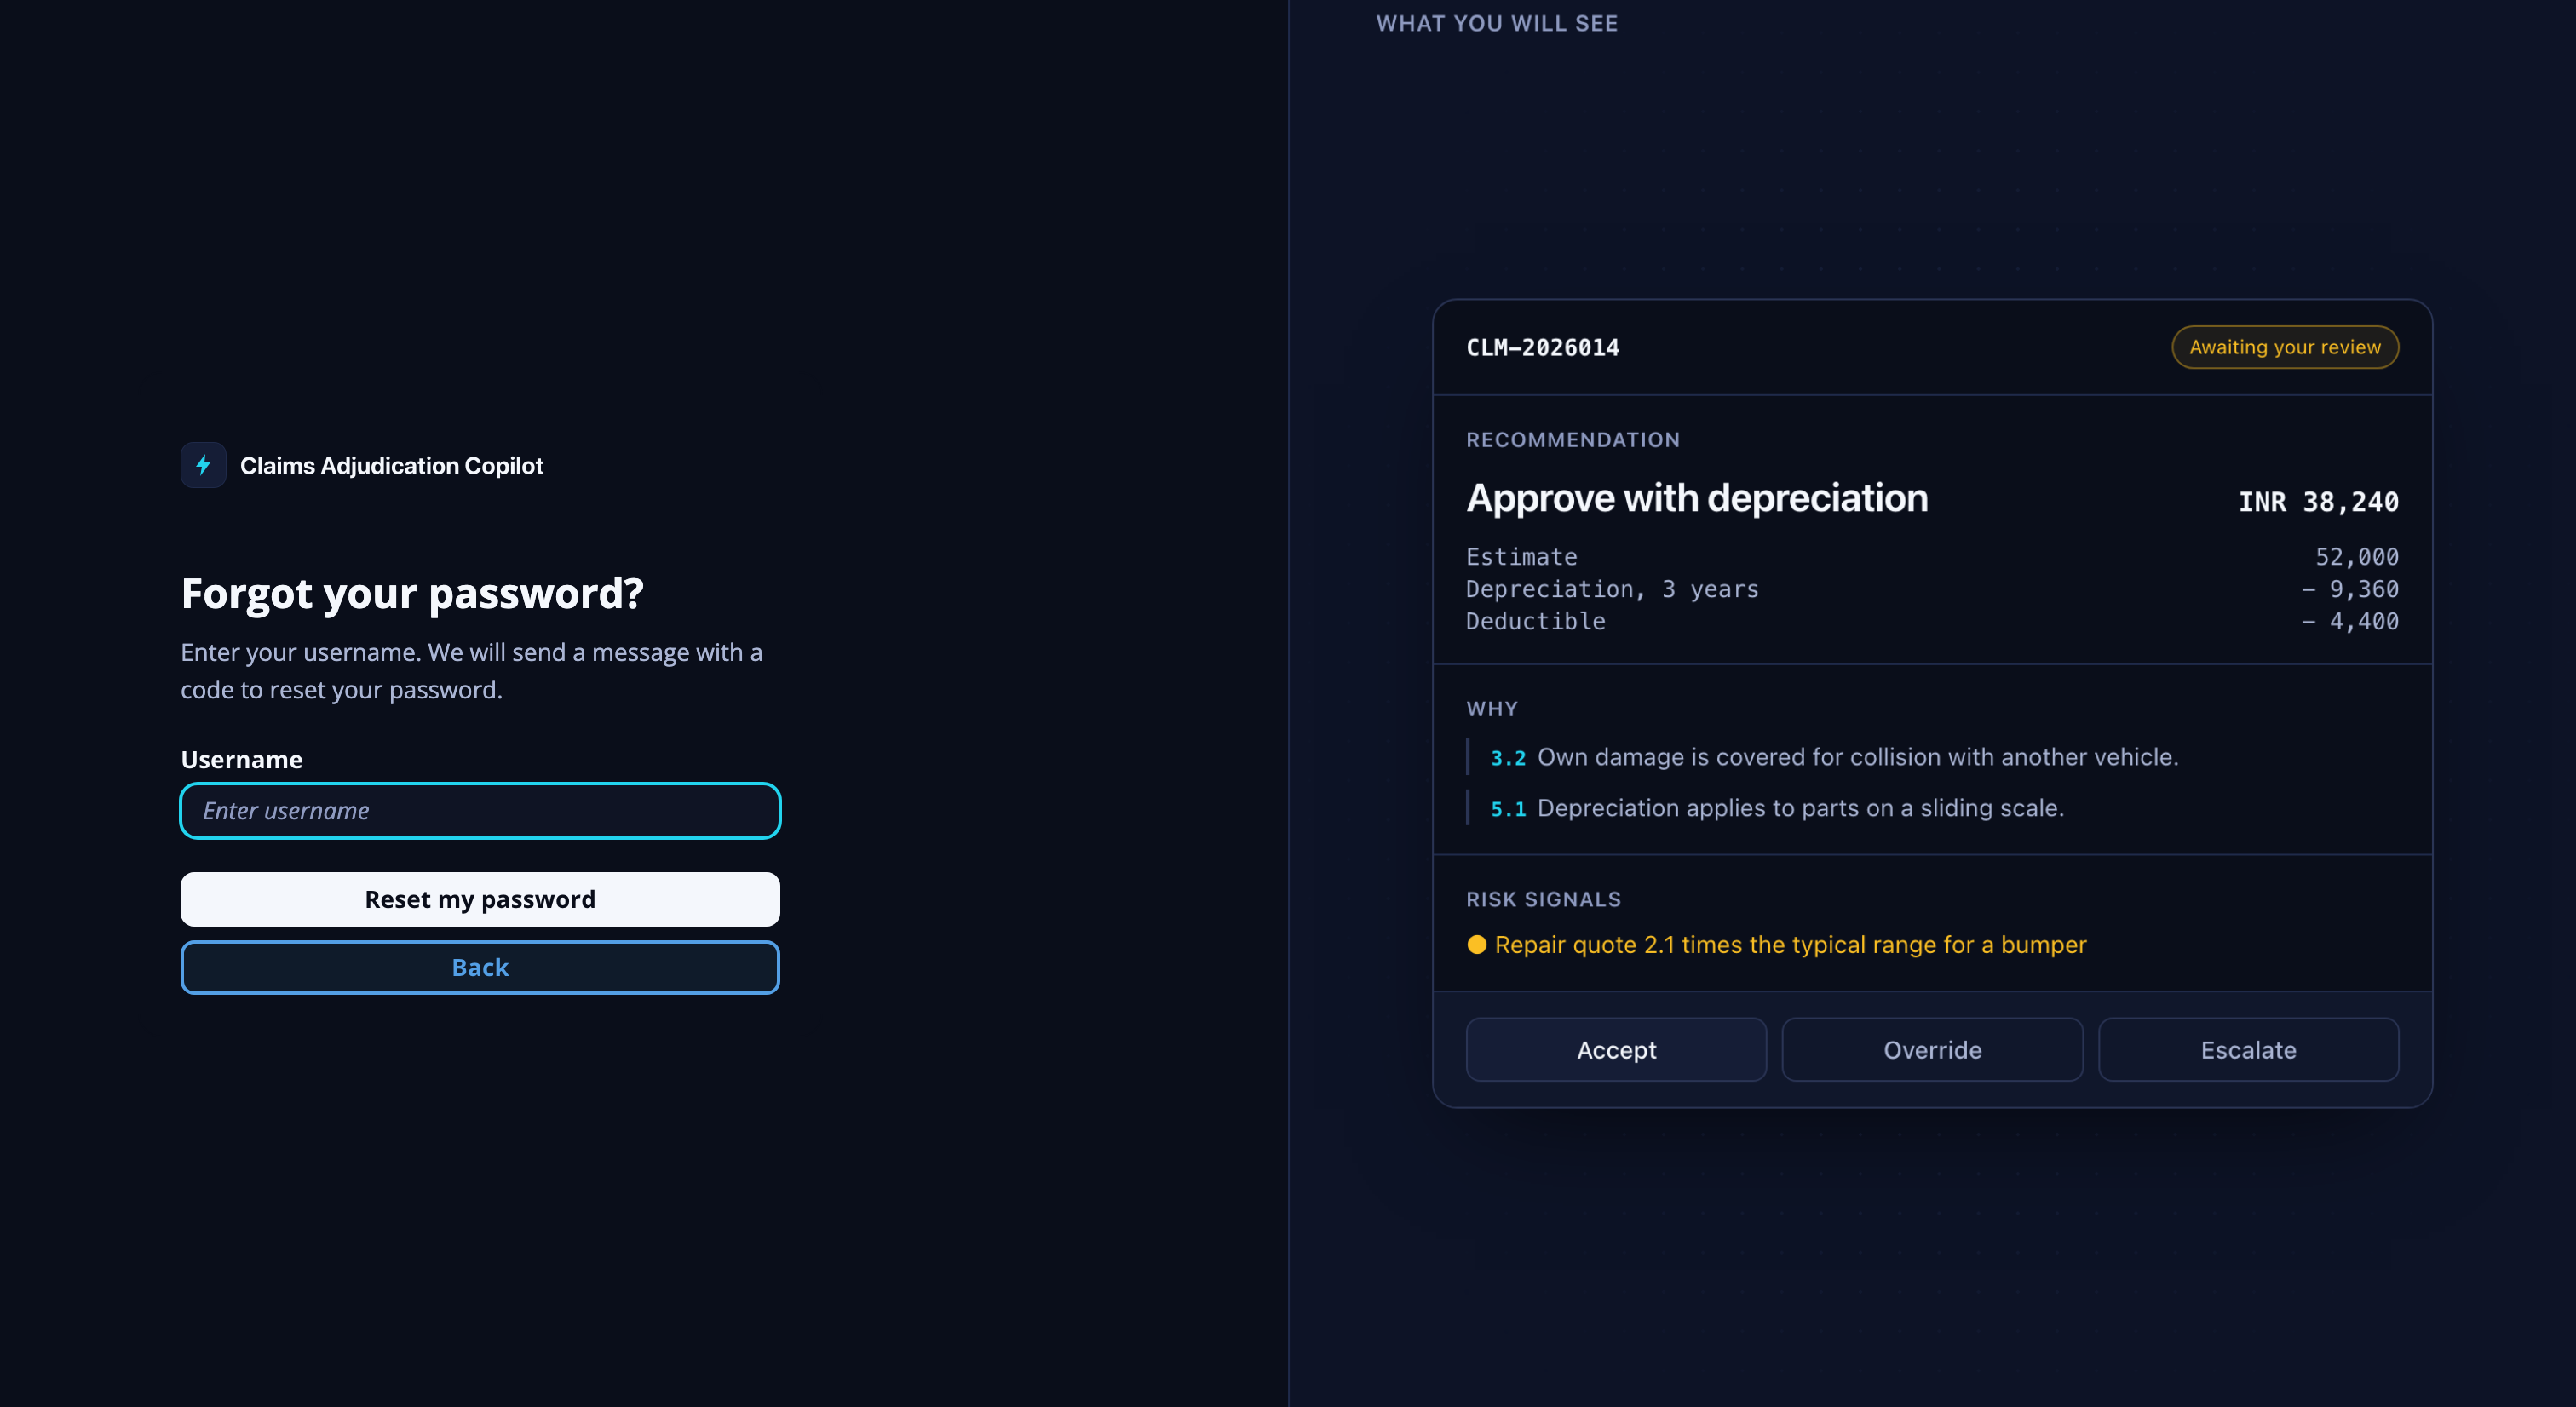 Claims Adjudication Copilot
Forgot your password?
Enter your username. We will send a message with a
code to reset your password.
Username
Enter username
Reset my password
Back
WHAT YOU WILL SEE
CLM–2026014
Awaiting your review
RECOMMENDATION
Approve with depreciation INR 38,240
Estimate 52,000
Depreciation, 3 years – 9,360
Deductible – 4,400
WHY
3.2 Own damage is covered for collision with another vehicle.
5.1 Depreciation applies to parts on a sliding scale.
RISK SIGNALS
Repair quote 2.1 times the typical range for a bumper
Accept Override Escalate